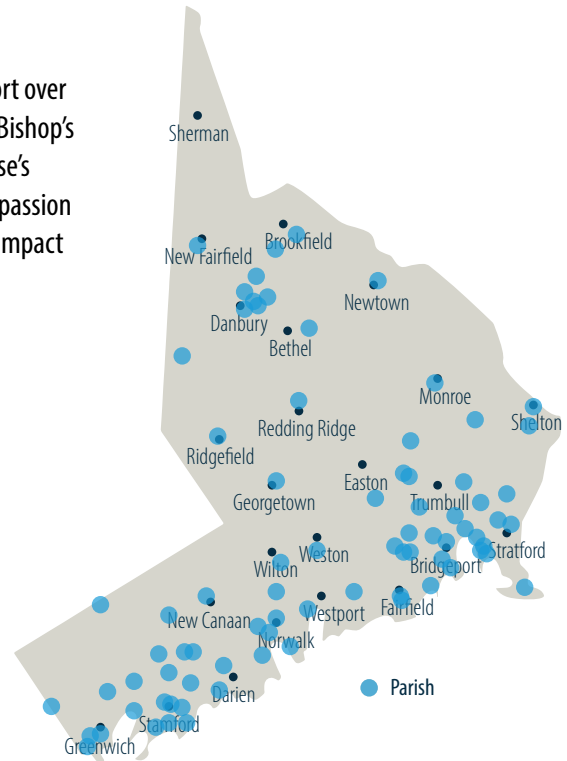 ort over
Bishop's
se's
passion
impact
Sherman
New Fairfield
Brookfield
Newtown
Danbury
Bethel
Monroe
Shelton
Redding Ridge
Ridgefield
Easton
Georgetown
Trumbull
Weston
Stratford
Wilton
Bridgeport
Westport
Fairfield
New Canaan
Norwalk
Darien
Parish
Stamford
Greenwich